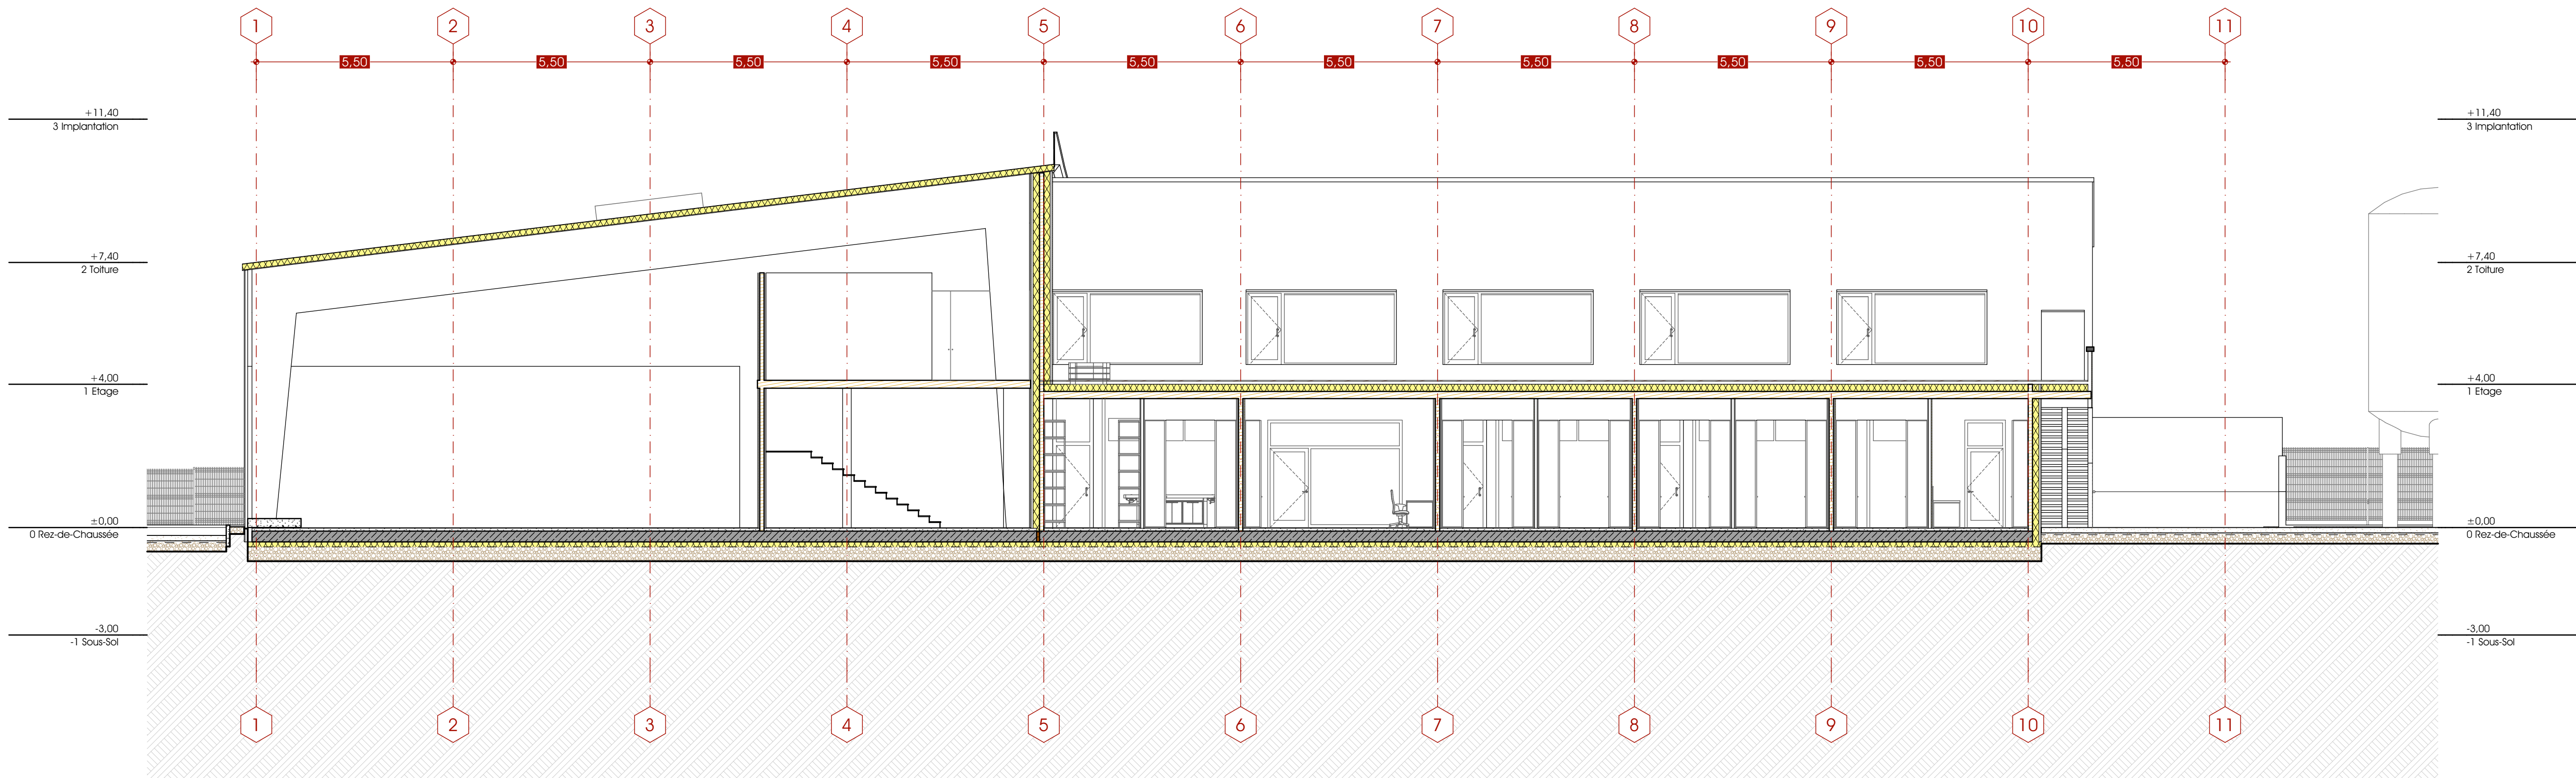 1 2 3 4 5 6 7 8 9 10 11
5,50 5,50 5,50 5,50 5,50 5,50 5,50 5,50 5,50 5,50
+11,40
3 Implantation
+11,40
3 Implantation
+7,40
2 Toiture
+7,40
2 Toiture
+4,00
1 Etage
+4,00
1 Etage
±0,00
0 Rez-de-Chaussée
±0,00
0 Rez-de-Chaussée
-3,00
-1 Sous-Sol
-3,00
-1 Sous-Sol
1 2 3 4 5 6 7 8 9 10 11